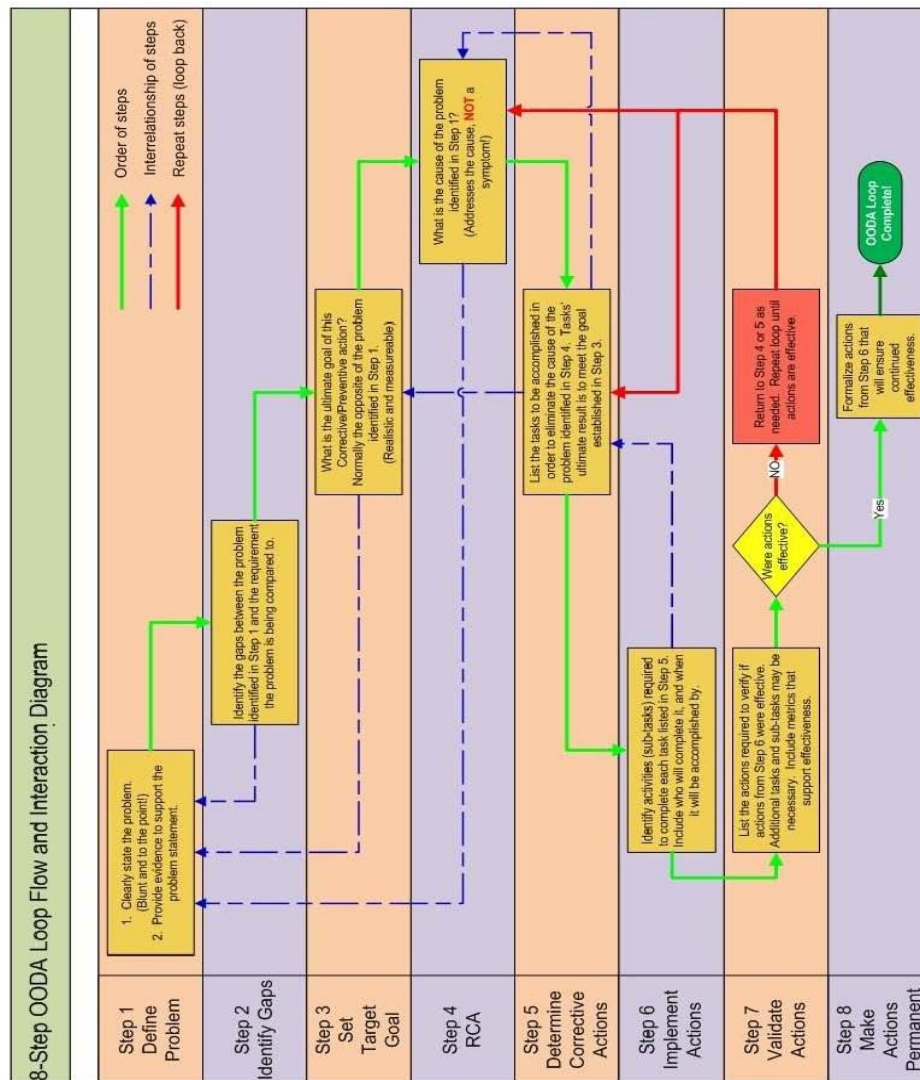 8-Step OODA Loop Flow and Interaction Diagram
Order of steps
Interrelationship of steps
Repeat steps (loop back)
Step 1
Define
Problem
1. Clearly state the problem.
(Blunt and to the point!)
2. Provide evidence to support the
problem statement.
Step 2
Identify Gaps
Identify the gaps between the problem
identified in Step 1 and the requirement
the problem is being compared to.
Step 3
Set
Target
Goal
What is the ultimate goal of this
Corrective/Preventive action?
Normally the opposite of the problem
identified in Step 1.
(Realistic and measureable)
Step 4
RCA
What is the cause of the problem
identified in Step 1?
(Addresses the cause, NOT a
symptom!)
Step 5
Determine
Corrective
Actions
List the tasks to be accomplished in
order to eliminate the cause of the
problem identified in Step 4. Tasks'
ultimate result is to meet the goal
established in Step 3.
Step 6
Implement
Actions
Identify activities (sub-tasks) required
to complete each task listed in Step 5.
Include who will complete it, and when
it will be accomplished by.
Step 7
Validate
Actions
List the actions required to verify if
actions from Step 6 were effective.
Additional tasks and sub-tasks may be
necessary. Include metrics that
support effectiveness.
Were actions
effective?
NO
Return to Step 4 or 5 as
needed. Repeat loop until
actions are effective.
Step 8
Make
Actions
Permanent
Yes
Formalize actions
from Step 6 that
will ensure
continued
effectiveness.
OODA Loop
Complete!